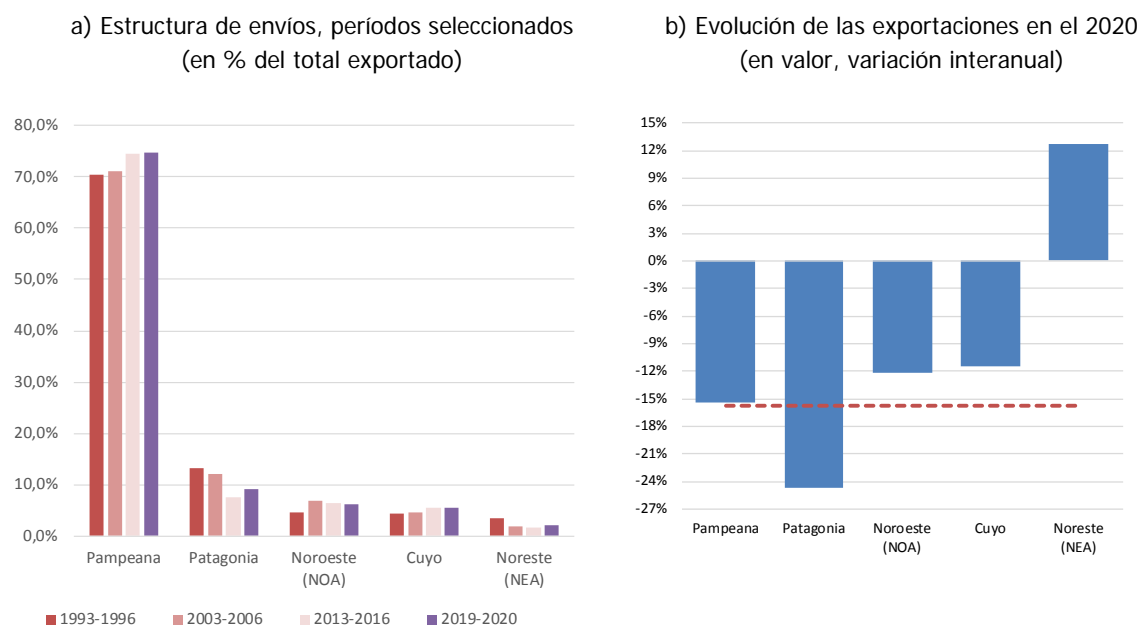 a) Estructura de envíos, períodos seleccionados
(en % del total exportado)
80,0%
70,0%
60,0%
50,0%
40,0%
30,0%
20,0%
10,0%
0,0%
Pampeana
Patagonia
Noroeste
(NOA)
Cuyo
Noreste
(NEA)
1993-1996
2003-2006
2013-2016
2019-2020
b) Evolución de las exportaciones en el 2020
(en valor, variación interanual)
15%
12%
9%
6%
3%
0%
-3%
-6%
-9%
-12%
-15%
-18%
-21%
-24%
-27%
Pampeana
Patagonia
Noroeste
(NOA)
Cuyo
Noreste
(NEA)